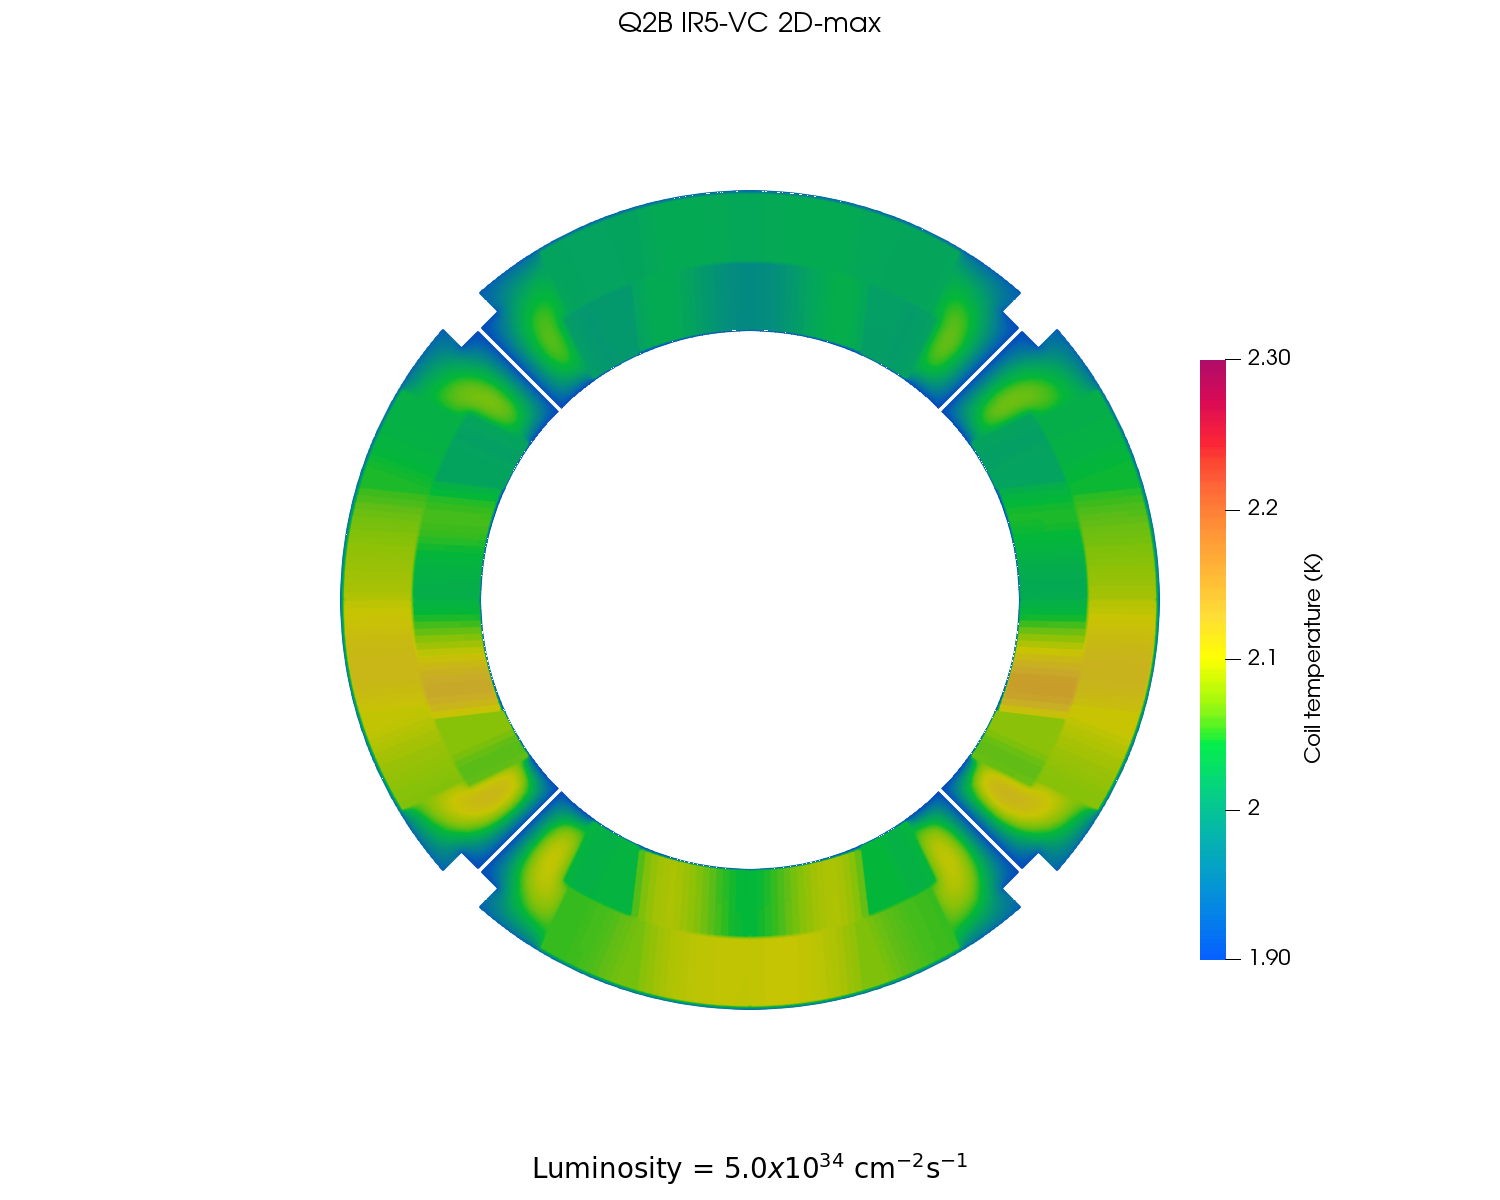 Q2B IR5-VC 2D-max
2.30
2.2
2.1
2
1.90
Coil temperature (K)
Luminosity = 5.0x10³⁴ cm⁻²s⁻¹